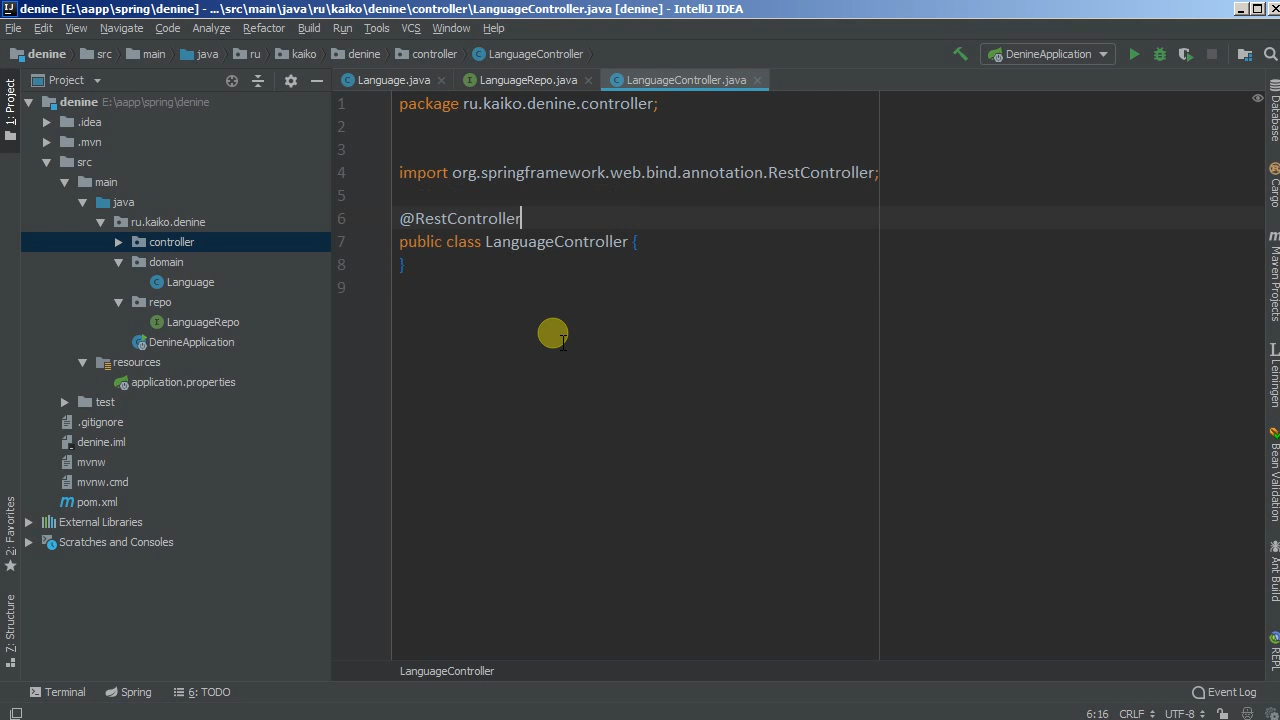 denine [E:\aapp\spring\denine] - ...\src\main\java\ru\kaiko\denine\controller\LanguageController.java [denine] - IntelliJ IDEA
File Edit View Navigate Code Analyze Refactor Build Run Tools VCS Window Help
denine src main java ru kaiko denine controller LanguageController DenineApplication
Project Language.java LanguageRepo.java LanguageController.java
denine E:\aapp\spring\denine
.idea
.mvn
src
main
java
ru.kaiko.denine
controller
domain
Language
repo
LanguageRepo
DenineApplication
resources
application.properties
test
.gitignore
denine.iml
mvnw
mvnw.cmd
pom.xml
External Libraries
Scratches and Consoles
1 package ru.kaiko.denine.controller;
2
3
4 import org.springframework.web.bind.annotation.RestController;
5
6 @RestController
7 public class LanguageController {
8 }
9
LanguageController
1: Project
2: Favorites
Z: Structure
Database
Cargo
Maven Projects
Leiningen
Bean Validation
Ant Build
REPL
Terminal Spring 6: TODO Event Log
6:16 CRLF UTF-8